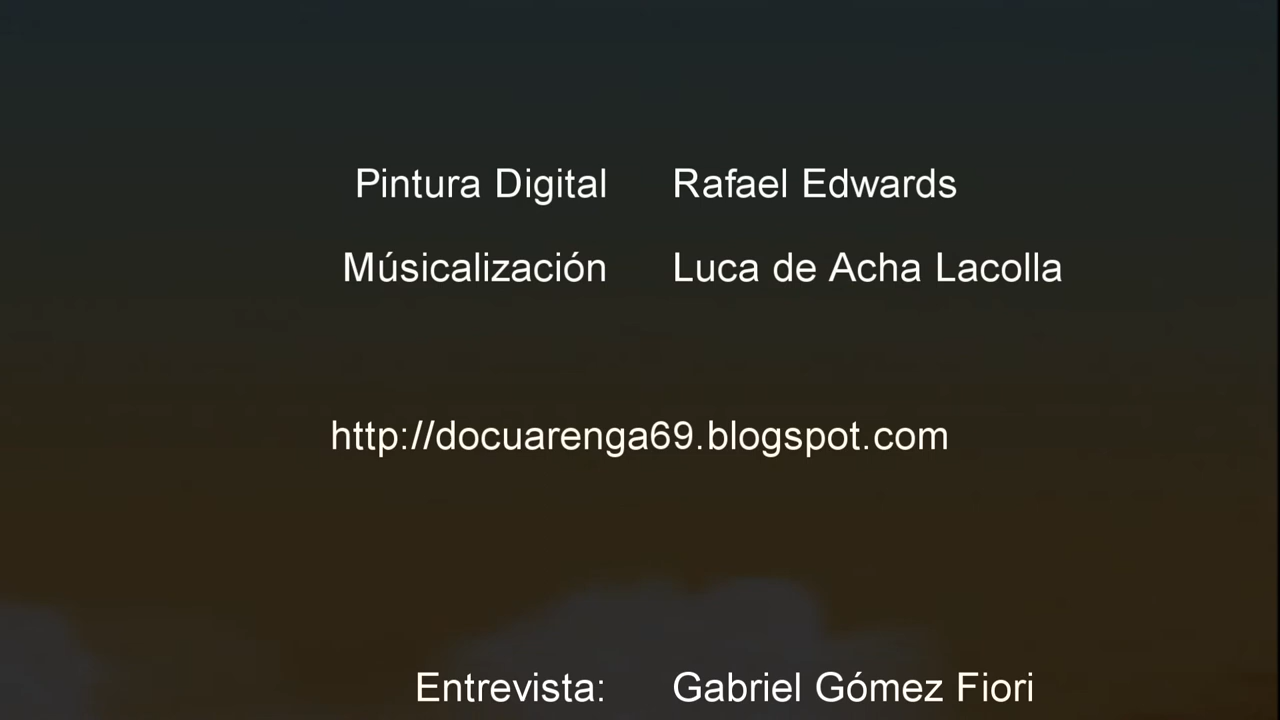 Pintura Digital Rafael Edwards
Músicalización Luca de Acha Lacolla
http://docuarenga69.blogspot.com
Entrevista: Gabriel Gómez Fiori